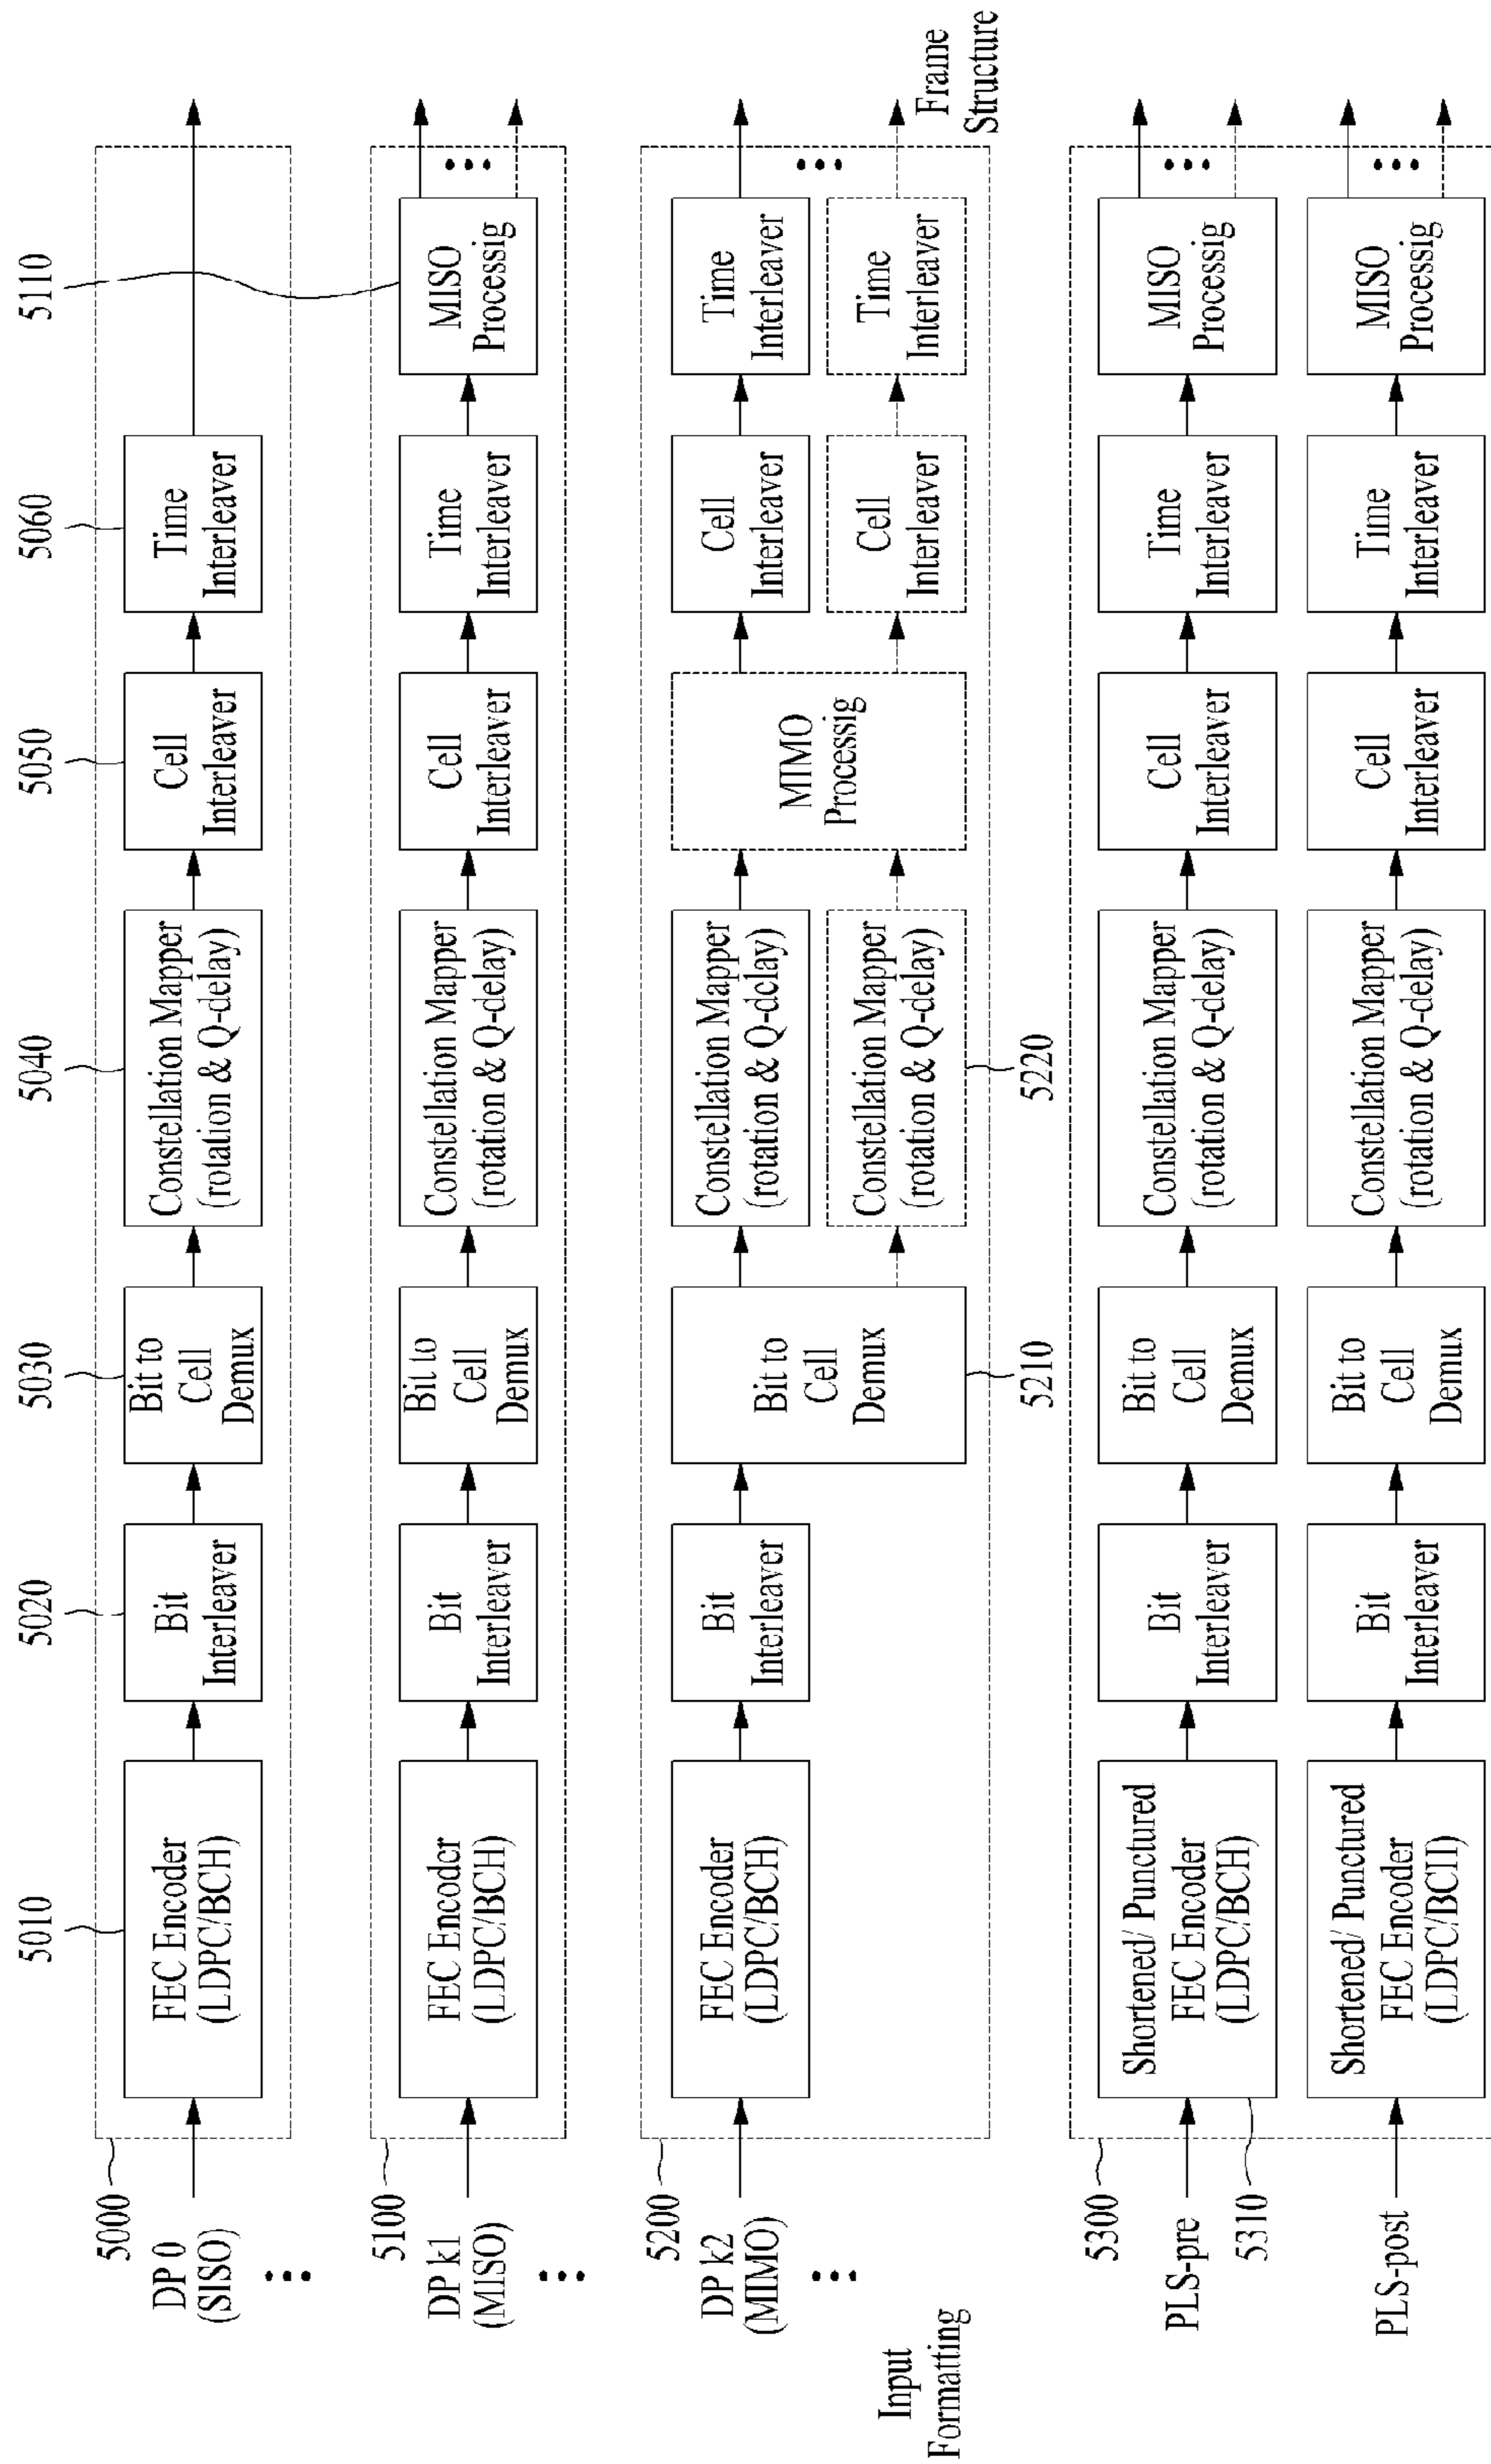 5010
5020
5030
5040
5050
5060
5110
5000
DP 0
(SISO)
FEC Encoder
(LDPC/BCH)
Bit
Interleaver
Bit to
Cell
Demux
Constellation Mapper
(rotation & Q-delay)
Cell
Interleaver
Time
Interleaver
5100
DP k1
(MISO)
FEC Encoder
(LDPC/BCH)
Bit
Interleaver
Bit to
Cell
Demux
Constellation Mapper
(rotation & Q-delay)
Cell
Interleaver
Time
Interleaver
MISO
Processig
5200
DP k2
(MIMO)
FEC Encoder
(LDPC/BCH)
Bit
Interleaver
Bit to
Cell
Demux
Constellation Mapper
(rotation & Q-delay)
Constellation Mapper
(rotation & Q-delay)
MIMO
Processig
Cell
Interleaver
Cell
Interleaver
Time
Interleaver
Time
Interleaver
Input
Formatting
Frame
Structure
5210
5220
5300
PLS-pre
5310
Shortened/ Punctured
FEC Encoder
(LDPC/BCH)
Bit
Interleaver
Bit to
Cell
Demux
Constellation Mapper
(rotation & Q-delay)
Cell
Interleaver
Time
Interleaver
MISO
Processig
PLS-post
Shortened/ Punctured
FEC Encoder
(LDPC/BCH)
Bit
Interleaver
Bit to
Cell
Demux
Constellation Mapper
(rotation & Q-delay)
Cell
Interleaver
Time
Interleaver
MISO
Processig